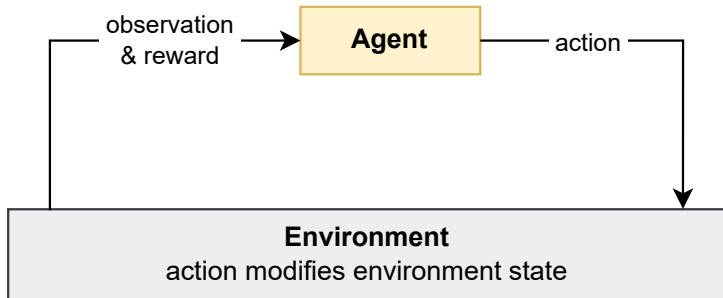 observation
& reward
Agent
action
Environment
action modifies environment state